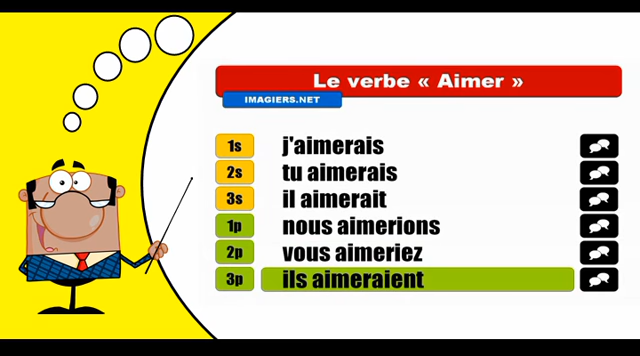 Le verbe « Aimer »
IMAGIERS.NET
1s j'aimerais
2s tu aimerais
3s il aimerait
1p nous aimerions
2p vous aimeriez
3p ils aimeraient